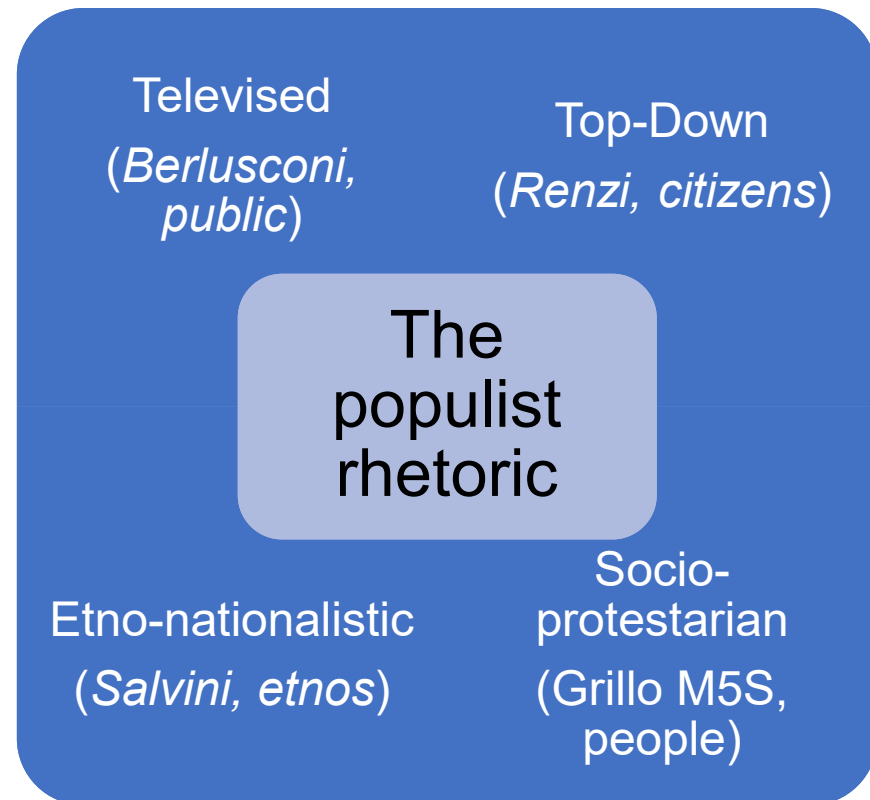 Televised
(Berlusconi,
public)
Top-Down
(Renzi, citizens)
The
populist
rhetoric
Etno-nationalistic
(Salvini, etnos)
Socio-
protestarian
(Grillo M5S,
people)